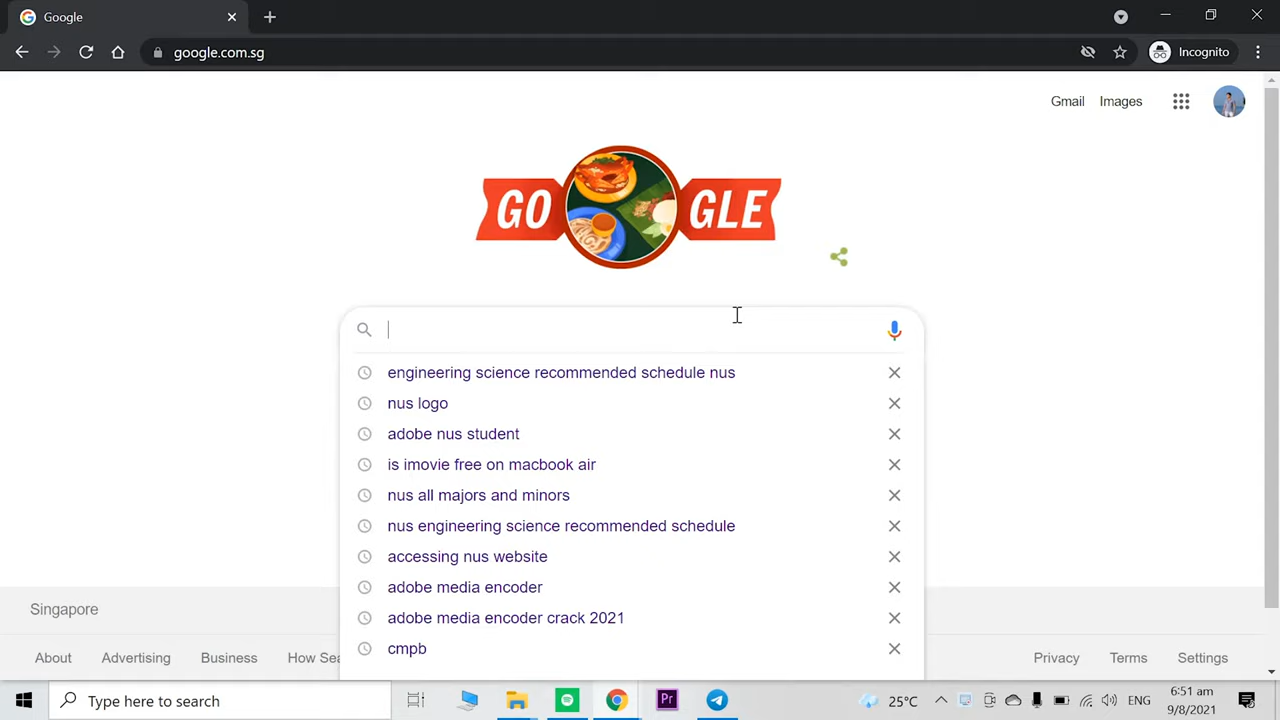 Google
google.com.sg
Incognito
Gmail Images
GO GLE
engineering science recommended schedule nus
nus logo
adobe nus student
is imovie free on macbook air
nus all majors and minors
nus engineering science recommended schedule
accessing nus website
adobe media encoder
adobe media encoder crack 2021
cmpb
Singapore
About Advertising Business How Sea
Privacy Terms Settings
Type here to search
Pr
25°C
ENG
6:51 am
9/8/2021